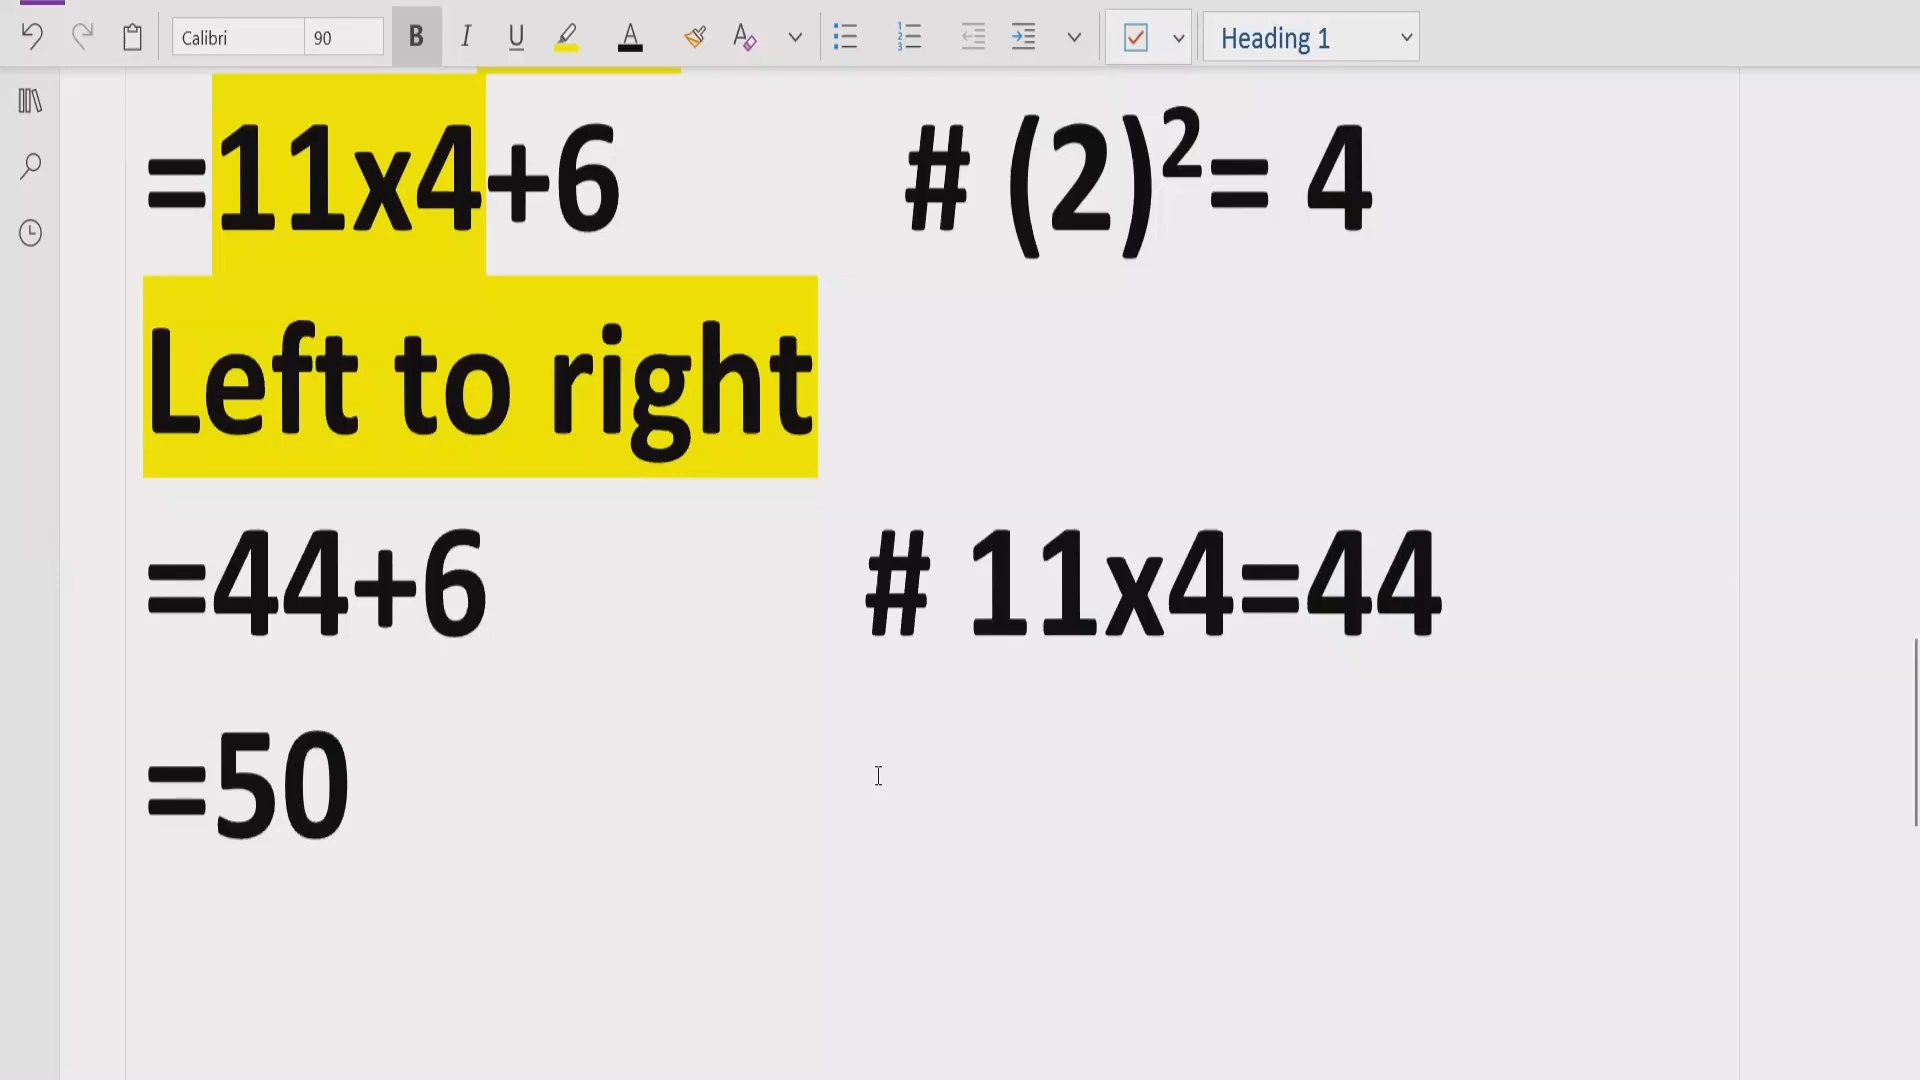 Calibri 90 B I U A A Heading 1
=11x4+6 # (2)²= 4
Left to right
=44+6 # 11x4=44
=50